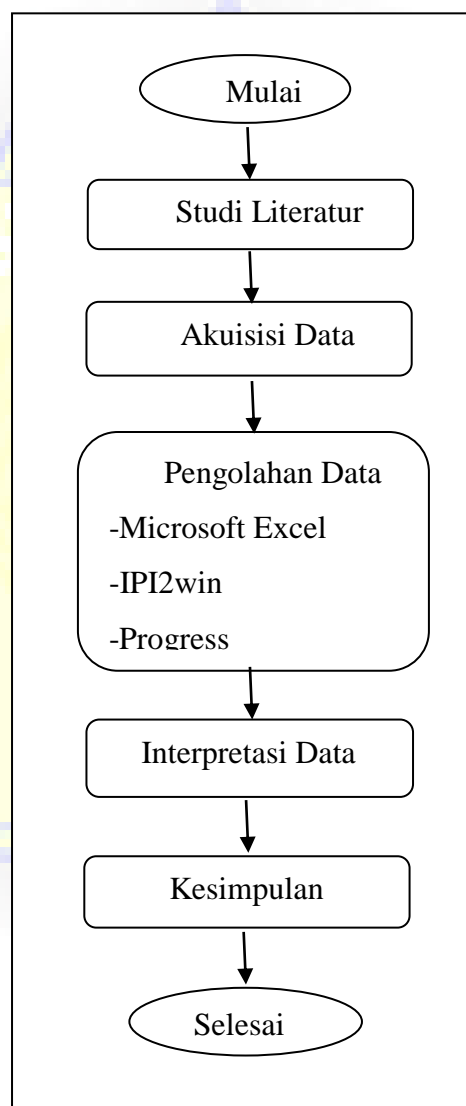 Mulai
Studi Literatur
Akuisisi Data
Pengolahan Data
-Microsoft Excel
-IPI2win
-Progress
Interpretasi Data
Kesimpulan
Selesai